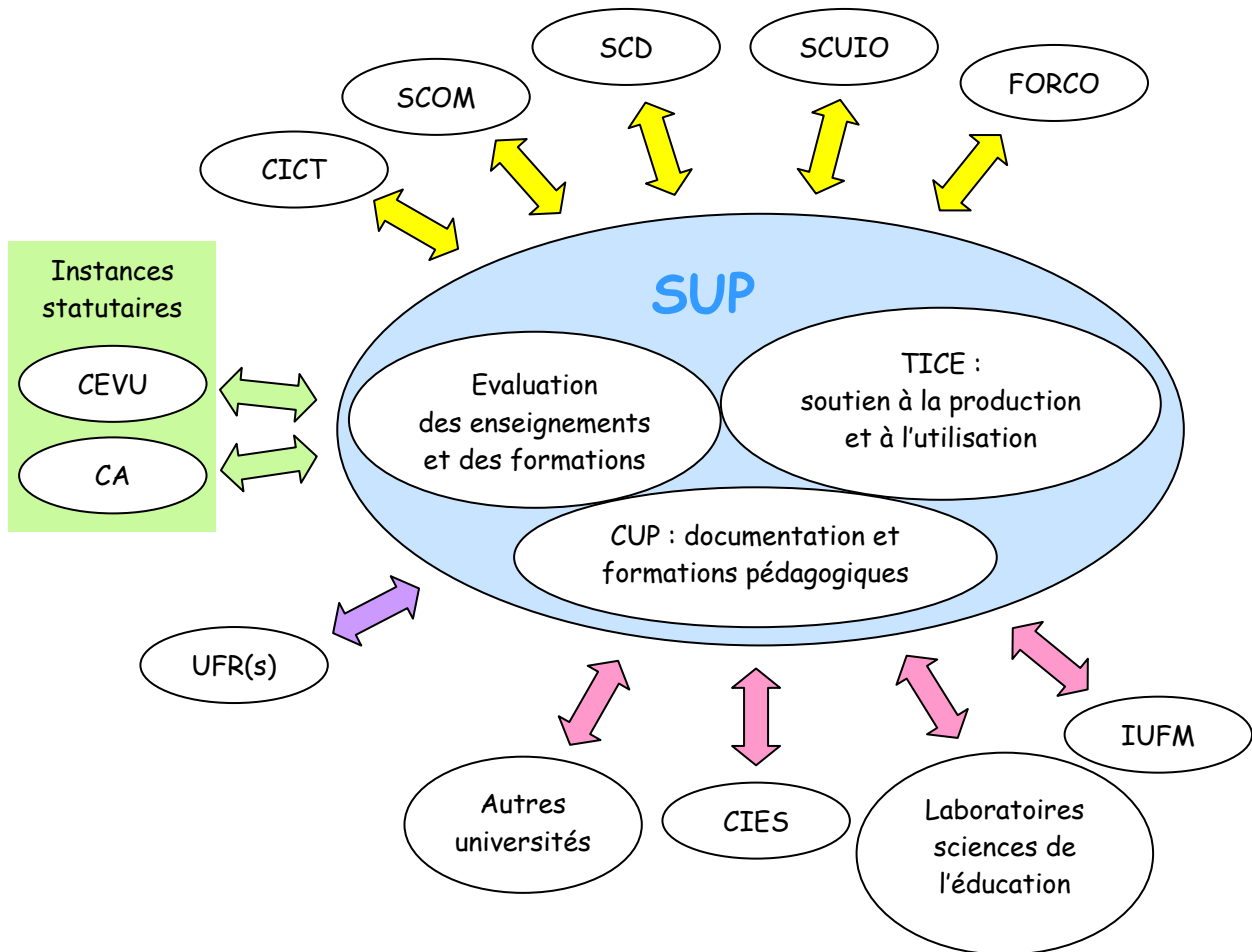 SCD
SCUIO
SCOM
FORCO
CICT
Instances
statutaires
CEVU
CA
SUP
Evaluation
des enseignements
et des formations
TICE :
soutien à la production
et à l’utilisation
CUP : documentation et
formations pédagogiques
UFR(s)
Autres
universités
CIES
Laboratoires
sciences de
l’éducation
IUFM